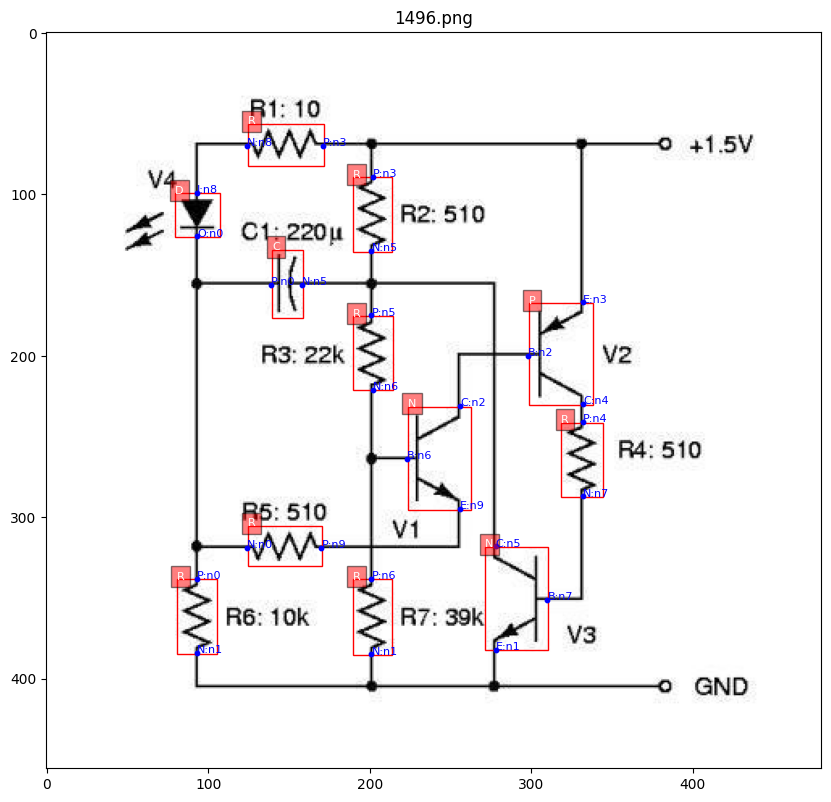 1496.png
0
R1: 10
R
N:n8
P:n3
+1.5V
V4
D
I:n8
R
P:n3
100
R2: 510
C1: 220µ
O:n0
C
N:n5
P:n0
N:n5
P
E:n3
R
P:n5
R3: 22k
B:n2
V2
200
N:n6
N
C:n2
C:n4
R
P:n4
R4: 510
B:n6
N:n7
R5: 510
E:n9
300
R
V1
N:n0
P:n9
N
C:n5
R
P:n0
R
P:n6
B:n7
R6: 10k
R7: 39k
V3
N:n1
N:n1
E:n1
400
GND
0
100
200
300
400